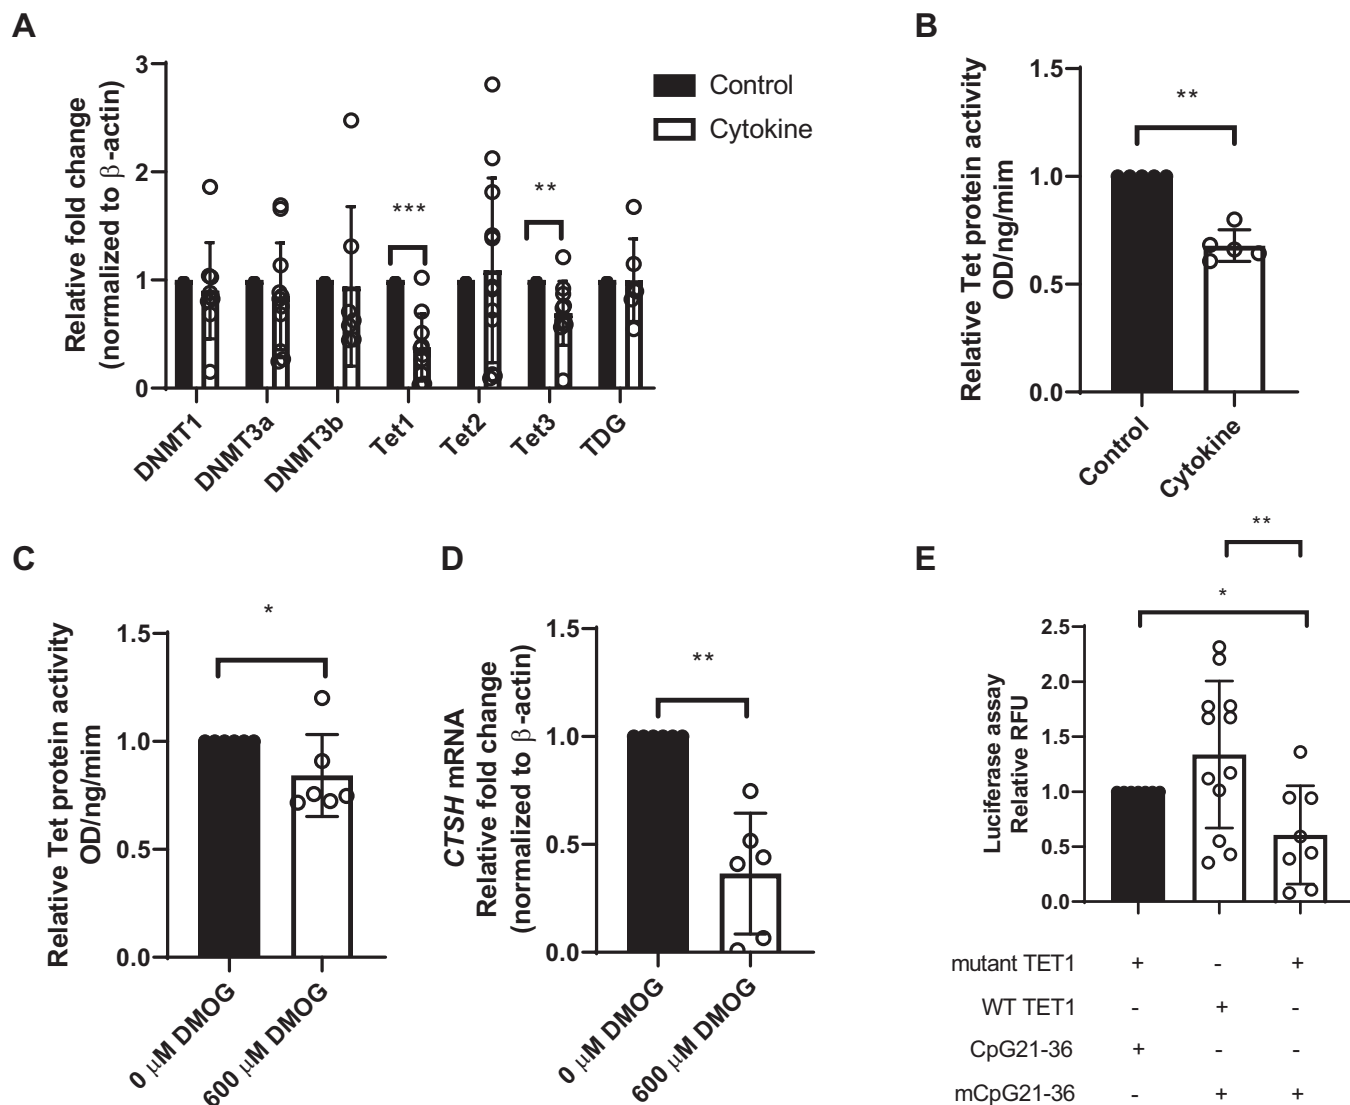 A
Relative fold change
(normalized to β-actin)
3
2
1
0
***
**
Control
Cytokine
DNMT1
DNMT3a
DNMT3b
Tet1
Tet2
Tet3
TDG
B
Relative Tet protein activity
OD/ng/mim
1.5
1.0
0.5
0.0
**
Control
Cytokine
C
Relative Tet protein activity
OD/ng/mim
1.5
1.0
0.5
0.0
*
0 μM DMOG
600 μM DMOG
D
CTSH mRNA
Relative fold change
(normalized to β-actin)
1.5
1.0
0.5
0.0
**
0 μM DMOG
600 μM DMOG
E
Luciferase assay
Relative RFU
2.5
2.0
1.5
1.0
0.5
0.0
**
*
mutant TET1 + - +
WT TET1 - + -
CpG21-36 + - -
mCpG21-36 - + +